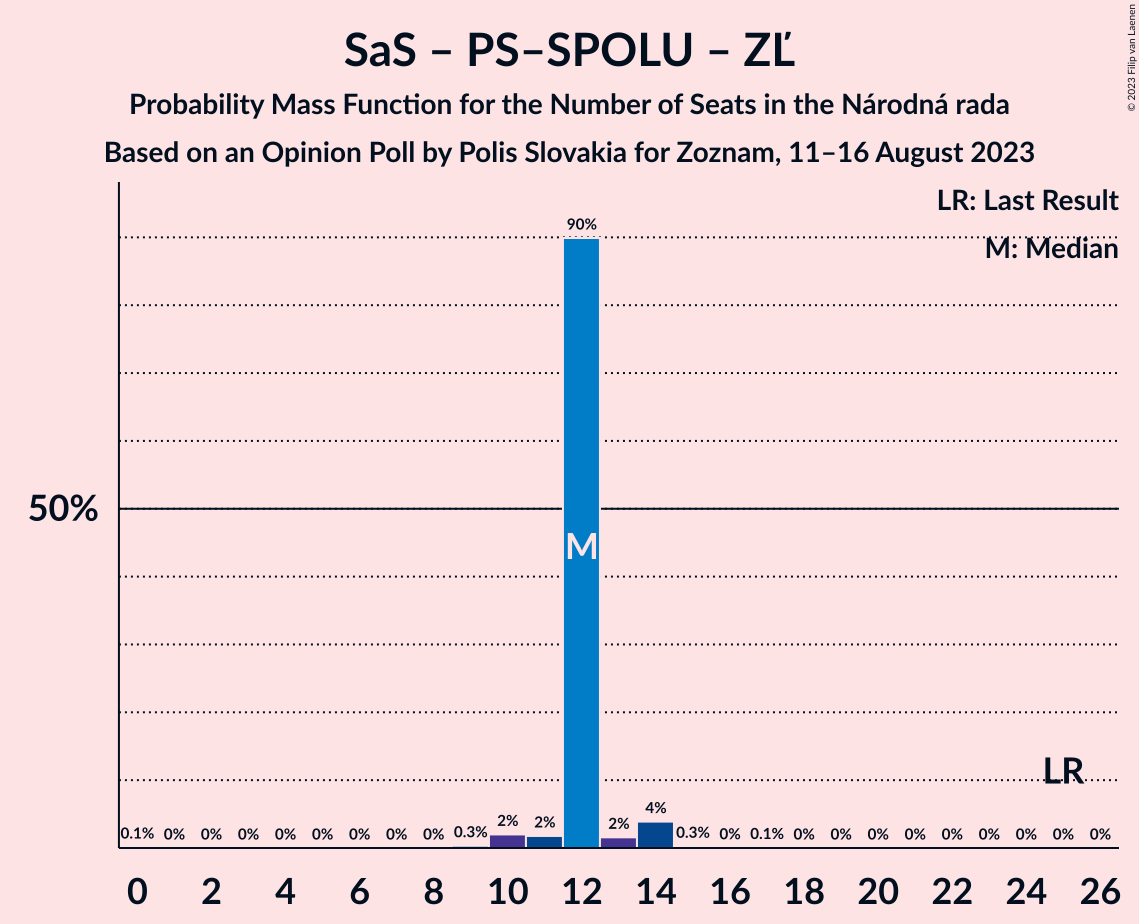 SaS – PS–SPOLU – ZĽ
Probability Mass Function for the Number of Seats in the Národná rada
Based on an Opinion Poll by Polis Slovakia for Zoznam, 11–16 August 2023
© 2023 Filip van Laenen
LR: Last Result
M: Median
90%
50%
M
LR
0.1% 0% 0% 0% 0% 0% 0% 0% 0% 0.3% 2% 2% 2% 4% 0.3% 0% 0.1% 0% 0% 0% 0% 0% 0% 0% 0% 0%
0 2 4 6 8 10 12 14 16 18 20 22 24 26